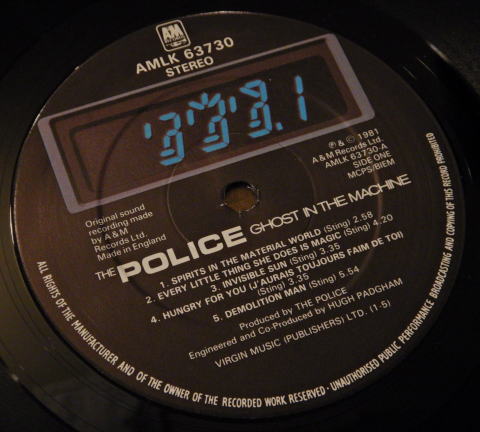 A&M
AMLK 63730
STEREO
℗ & © 1981
A&M Records Ltd.
AMLK 63730-A
SIDE ONE
MCPS/BIEM
Original sound
recording made
by A&M
Records Ltd.
Made in England
THE POLICE GHOST IN THE MACHINE
1. SPIRITS IN THE MATERIAL WORLD (Sting) 2.58
2. EVERY LITTLE THING SHE DOES IS MAGIC (Sting) 4.20
3. INVISIBLE SUN (Sting) 3.35
4. HUNGRY FOR YOU (J'AURAIS TOUJOURS FAIM DE TOI)
(Sting) 3.35
5. DEMOLITION MAN (Sting) 5.54
Produced by THE POLICE
Engineered and Co-Produced by HUGH PADGHAM
VIRGIN MUSIC (PUBLISHERS) LTD. (1-5)
ALL RIGHTS OF THE MANUFACTURER AND OF THE OWNER OF THE RECORDED WORK RESERVED · UNAUTHORISED PUBLIC PERFORMANCE BROADCASTING AND COPYING OF THIS RECORD PROHIBITED